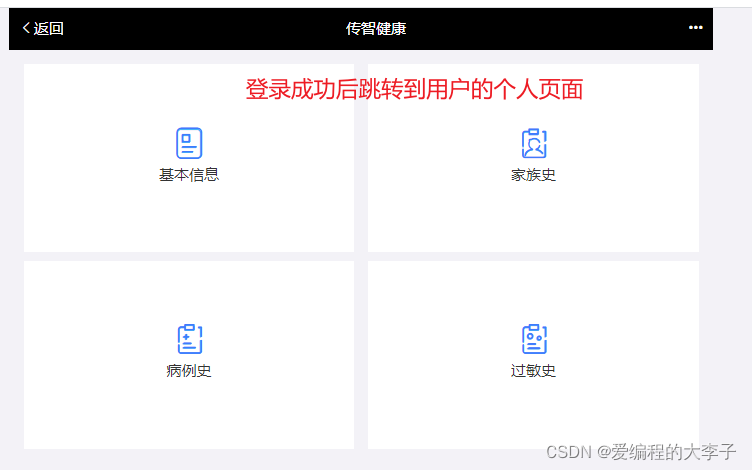 返回
传智健康
登录成功后跳转到用户的个人页面
基本信息
家族史
病例史
过敏史
CSDN @爱编程的大李子